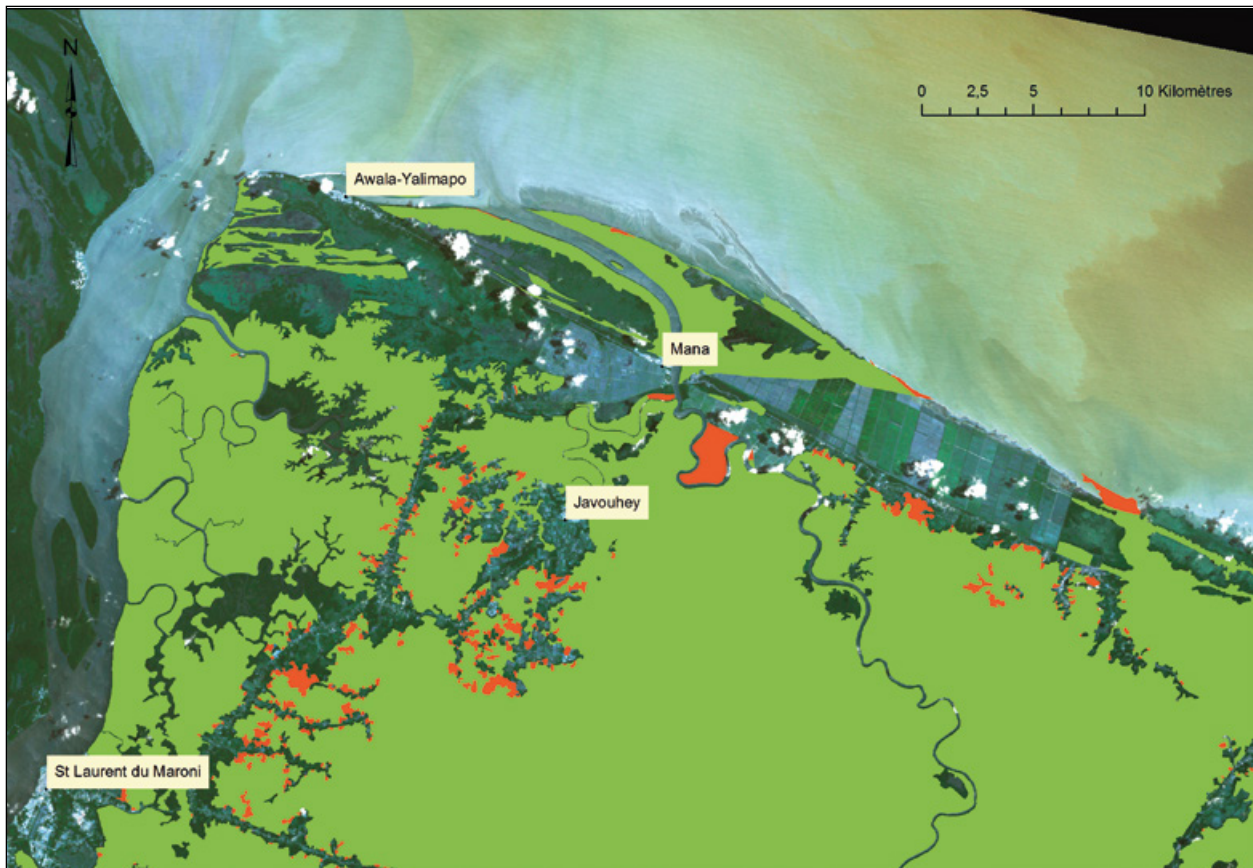 N
0 2,5 5 10 Kilomètres
Awala-Yalimapo
Mana
Javouhey
St Laurent du Maroni